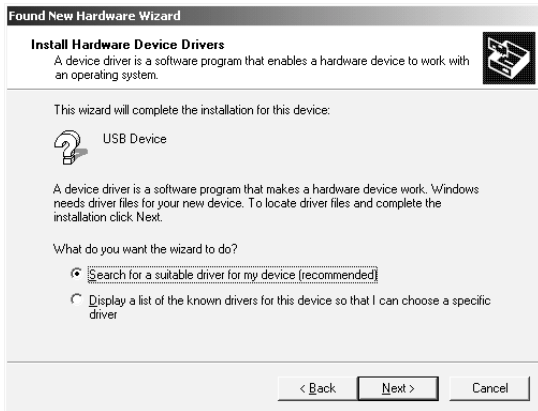 Found New Hardware Wizard
Install Hardware Device Drivers
A device driver is a software program that enables a hardware device to work with
an operating system.
This wizard will complete the installation for this device:
USB Device
A device driver is a software program that makes a hardware device work. Windows
needs driver files for your new device. To locate driver files and complete the
installation click Next.
What do you want the wizard to do?
Search for a suitable driver for my device (recommended)
Display a list of the known drivers for this device so that I can choose a specific
driver
< Back
Next >
Cancel